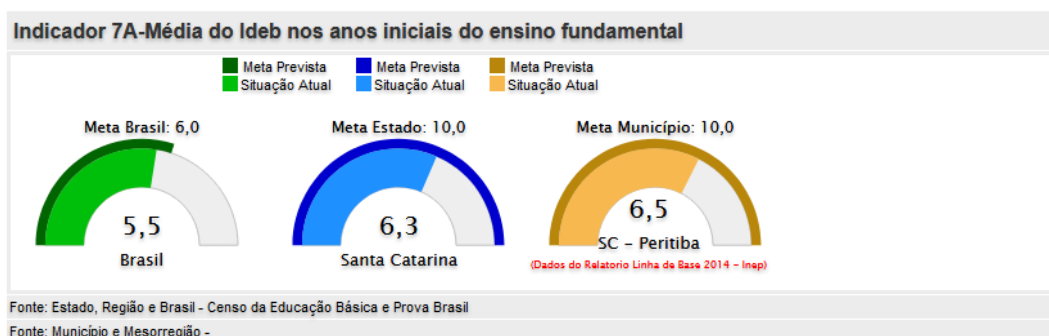 Indicador 7A-Média do Ideb nos anos iniciais do ensino fundamental
Meta Prevista Meta Prevista Meta Prevista
Situação Atual Situação Atual Situação Atual
Meta Brasil: 6,0 Meta Estado: 10,0 Meta Município: 10,0
5,5 6,3 6,5
Brasil Santa Catarina SC - Peritiba
(Dados do Relatorio Linha de Base 2014 - Inep)
Fonte: Estado, Região e Brasil - Censo da Educação Básica e Prova Brasil
Fonte: Município e Mesorregião -